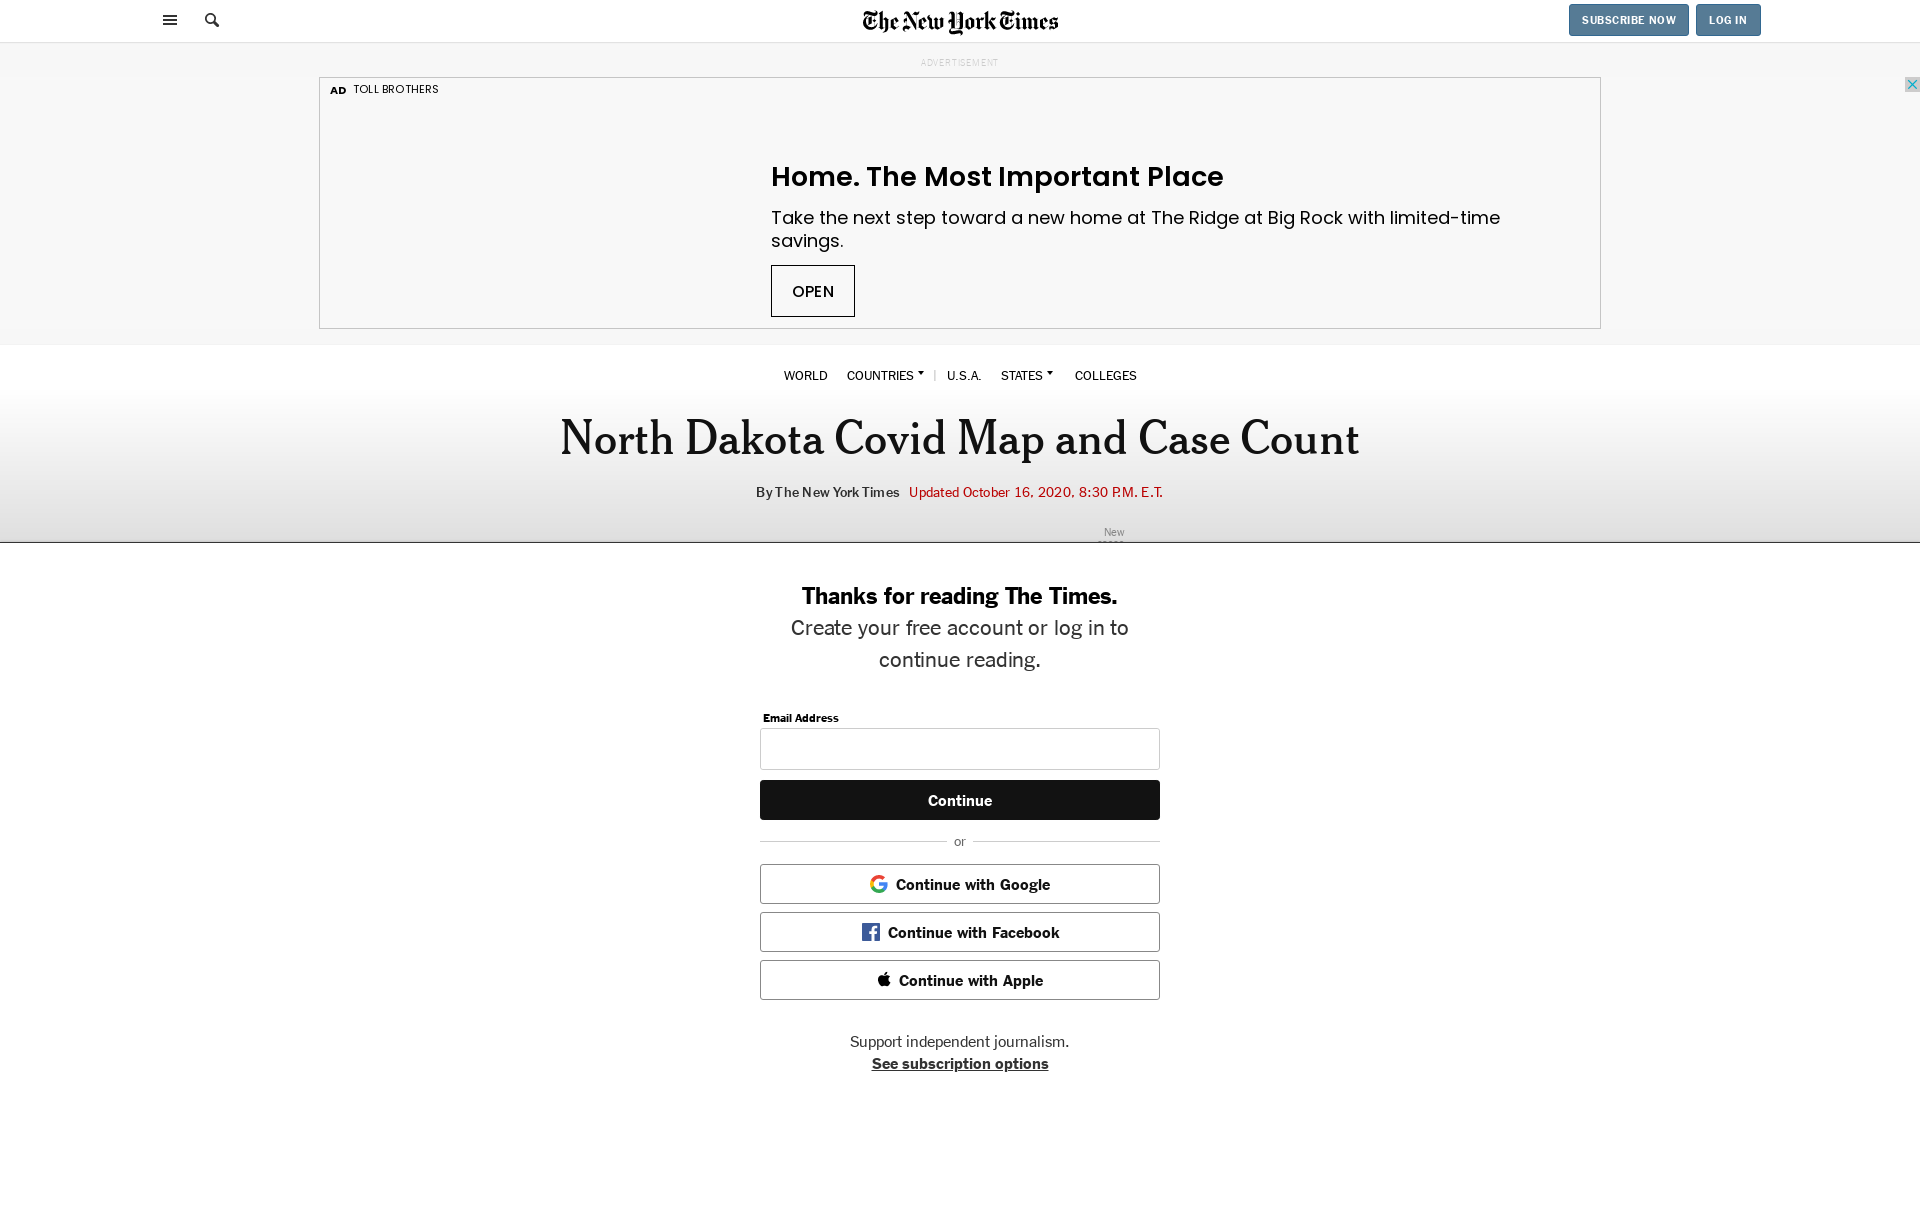 The New York Times
SUBSCRIBE NOW
LOG IN
ADVERTISEMENT
AD TOLL BROTHERS
Home. The Most Important Place
Take the next step toward a new home at The Ridge at Big Rock with limited-time
savings.
OPEN
WORLD COUNTRIES | U.S.A. STATES COLLEGES
North Dakota Covid Map and Case Count
By The New York Times Updated October 16, 2020, 8:30 P.M. E.T.
New
Thanks for reading The Times.
Create your free account or log in to
continue reading.
Email Address
Continue
or
Continue with Google
Continue with Facebook
Continue with Apple
Support independent journalism.
See subscription options